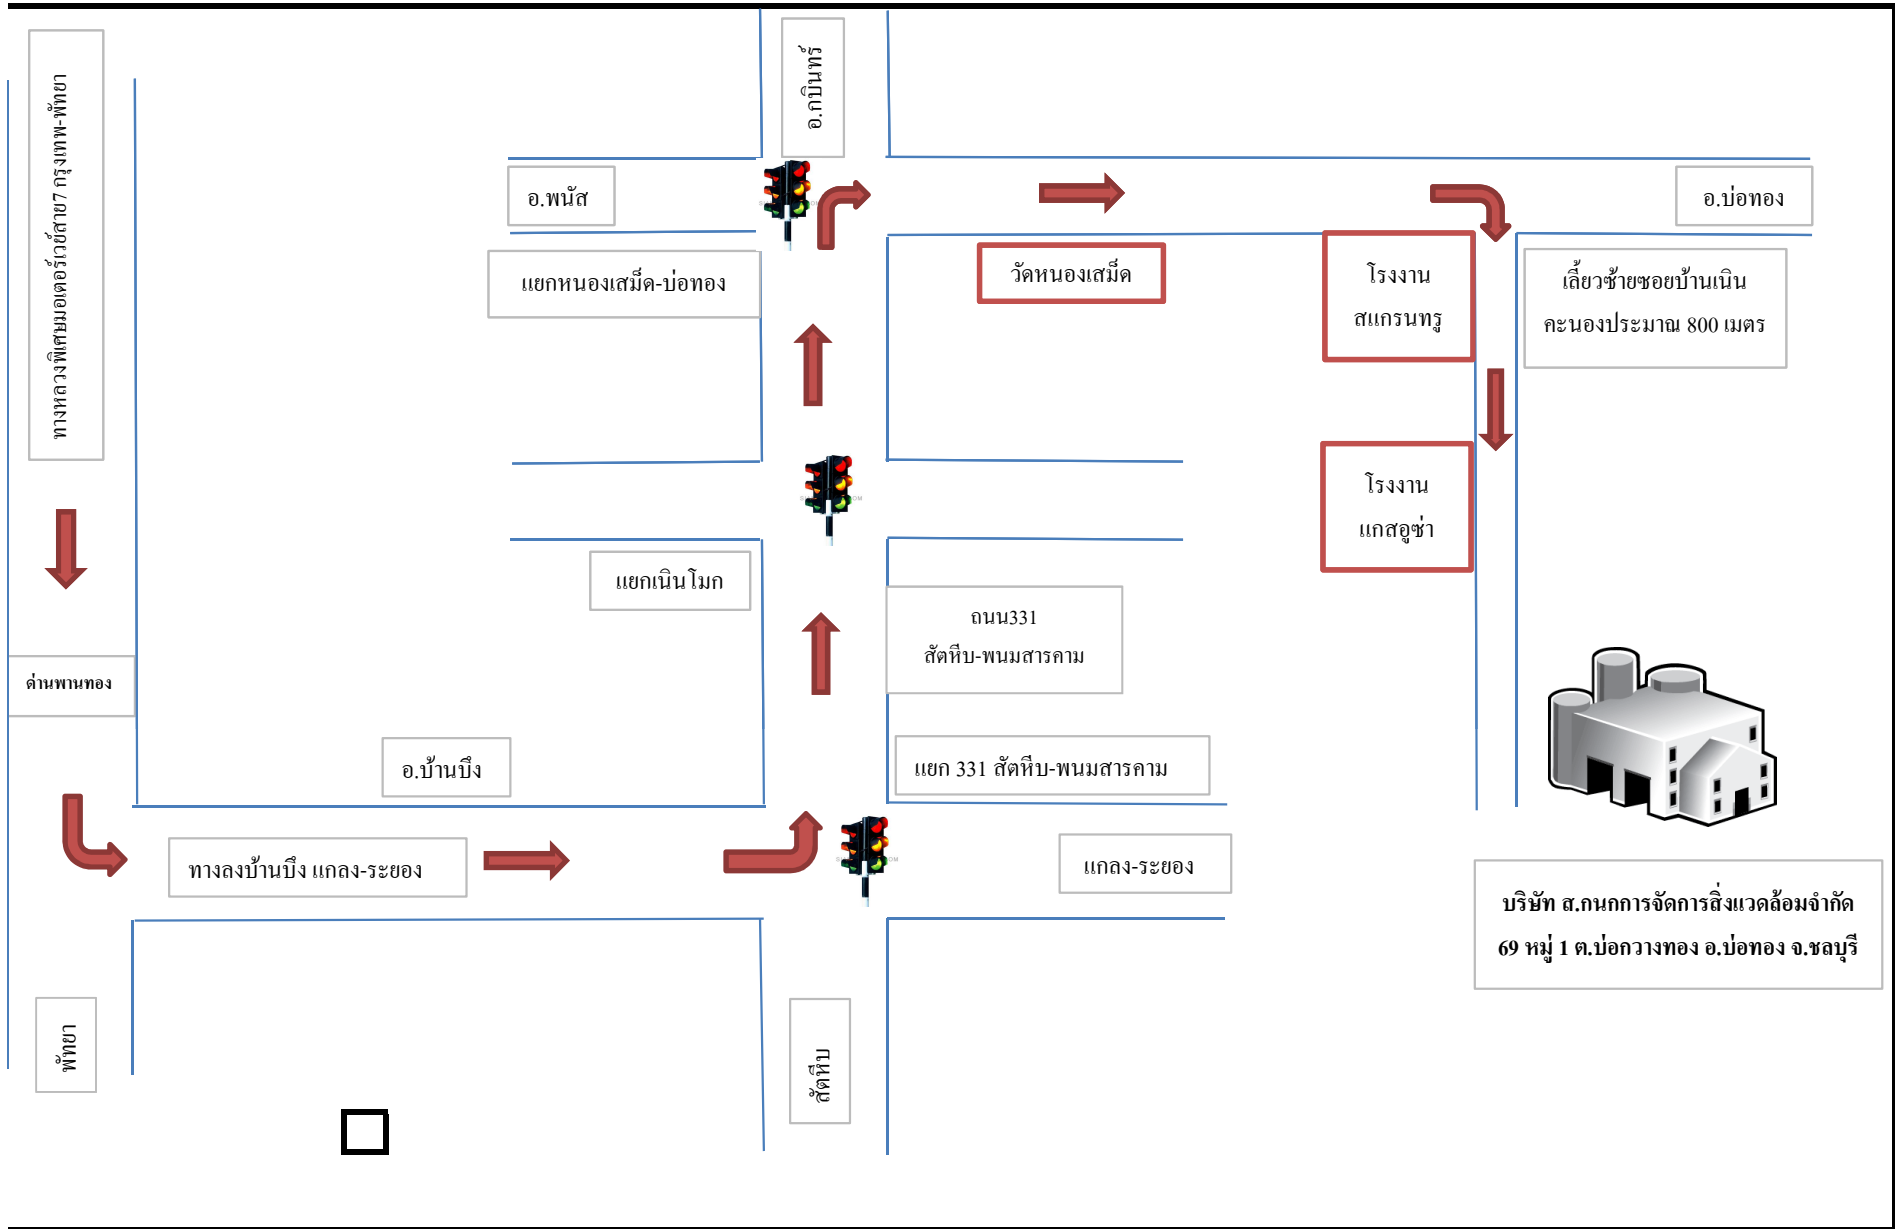 ทางหลวงพิเศษมอเตอร์เวย์สาย7 กรุงเทพ-พัทยา
อ.กบินทร์
อ.พนัส
อ.บ่อทอง
แยกหนองเสม็ด-บ่อทอง
วัดหนองเสม็ด
โรงงาน
สแกรนทรู
เลี้ยวซ้ายซอยบ้านเนิน
คะนองประมาณ 800 เมตร
โรงงาน
แกสอูซ่า
แยกเนินโมก
ถนน331
สัตหีบ-พนมสารคาม
ด่านพานทอง
อ.บ้านบึง
แยก 331 สัตหีบ-พนมสารคาม
ทางลงบ้านบึง แกลง-ระยอง
แกลง-ระยอง
บริษัท ส.กนกการจัดการสิ่งแวดล้อมจำกัด
69 หมู่ 1 ต.บ่อกวางทอง อ.บ่อทอง จ.ชลบุรี
พัทยา
สัตหีบ